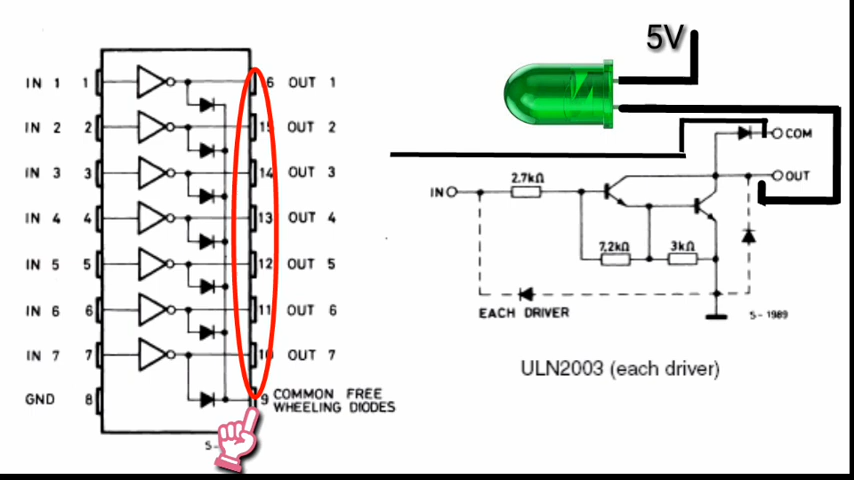 IN 1 1 16 OUT 1
IN 2 2 15 OUT 2
IN 3 3 14 OUT 3
IN 4 4 13 OUT 4
IN 5 5 12 OUT 5
IN 6 6 11 OUT 6
IN 7 7 10 OUT 7
GND 8 9 COMMON FREE
WHEELING DIODES
S-
5V
COM
OUT
IN
2.7kΩ
7.2kΩ 3kΩ
EACH DRIVER
S-1989
ULN2003 (each driver)